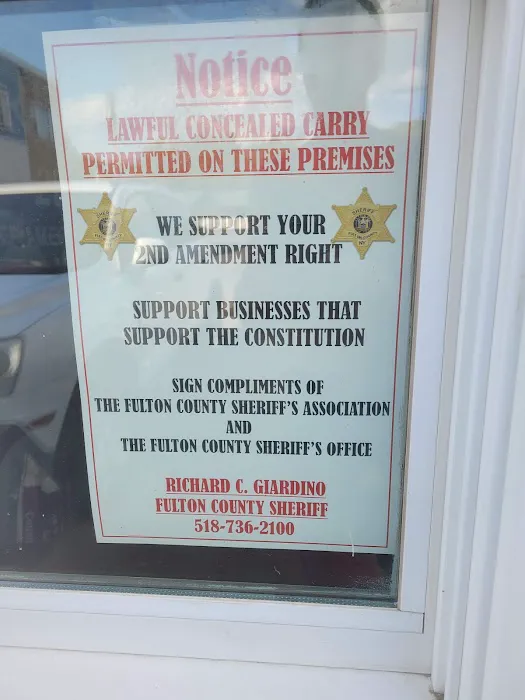 Notice
LAWFUL CONCEALED CARRY
PERMITTED ON THESE PREMISES
WE SUPPORT YOUR
2ND AMENDMENT RIGHT
SUPPORT BUSINESSES THAT
SUPPORT THE CONSTITUTION
SIGN COMPLIMENTS OF
THE FULTON COUNTY SHERIFF'S ASSOCIATION
AND
THE FULTON COUNTY SHERIFF'S OFFICE
RICHARD C. GIARDINO
FULTON COUNTY SHERIFF
518-736-2100